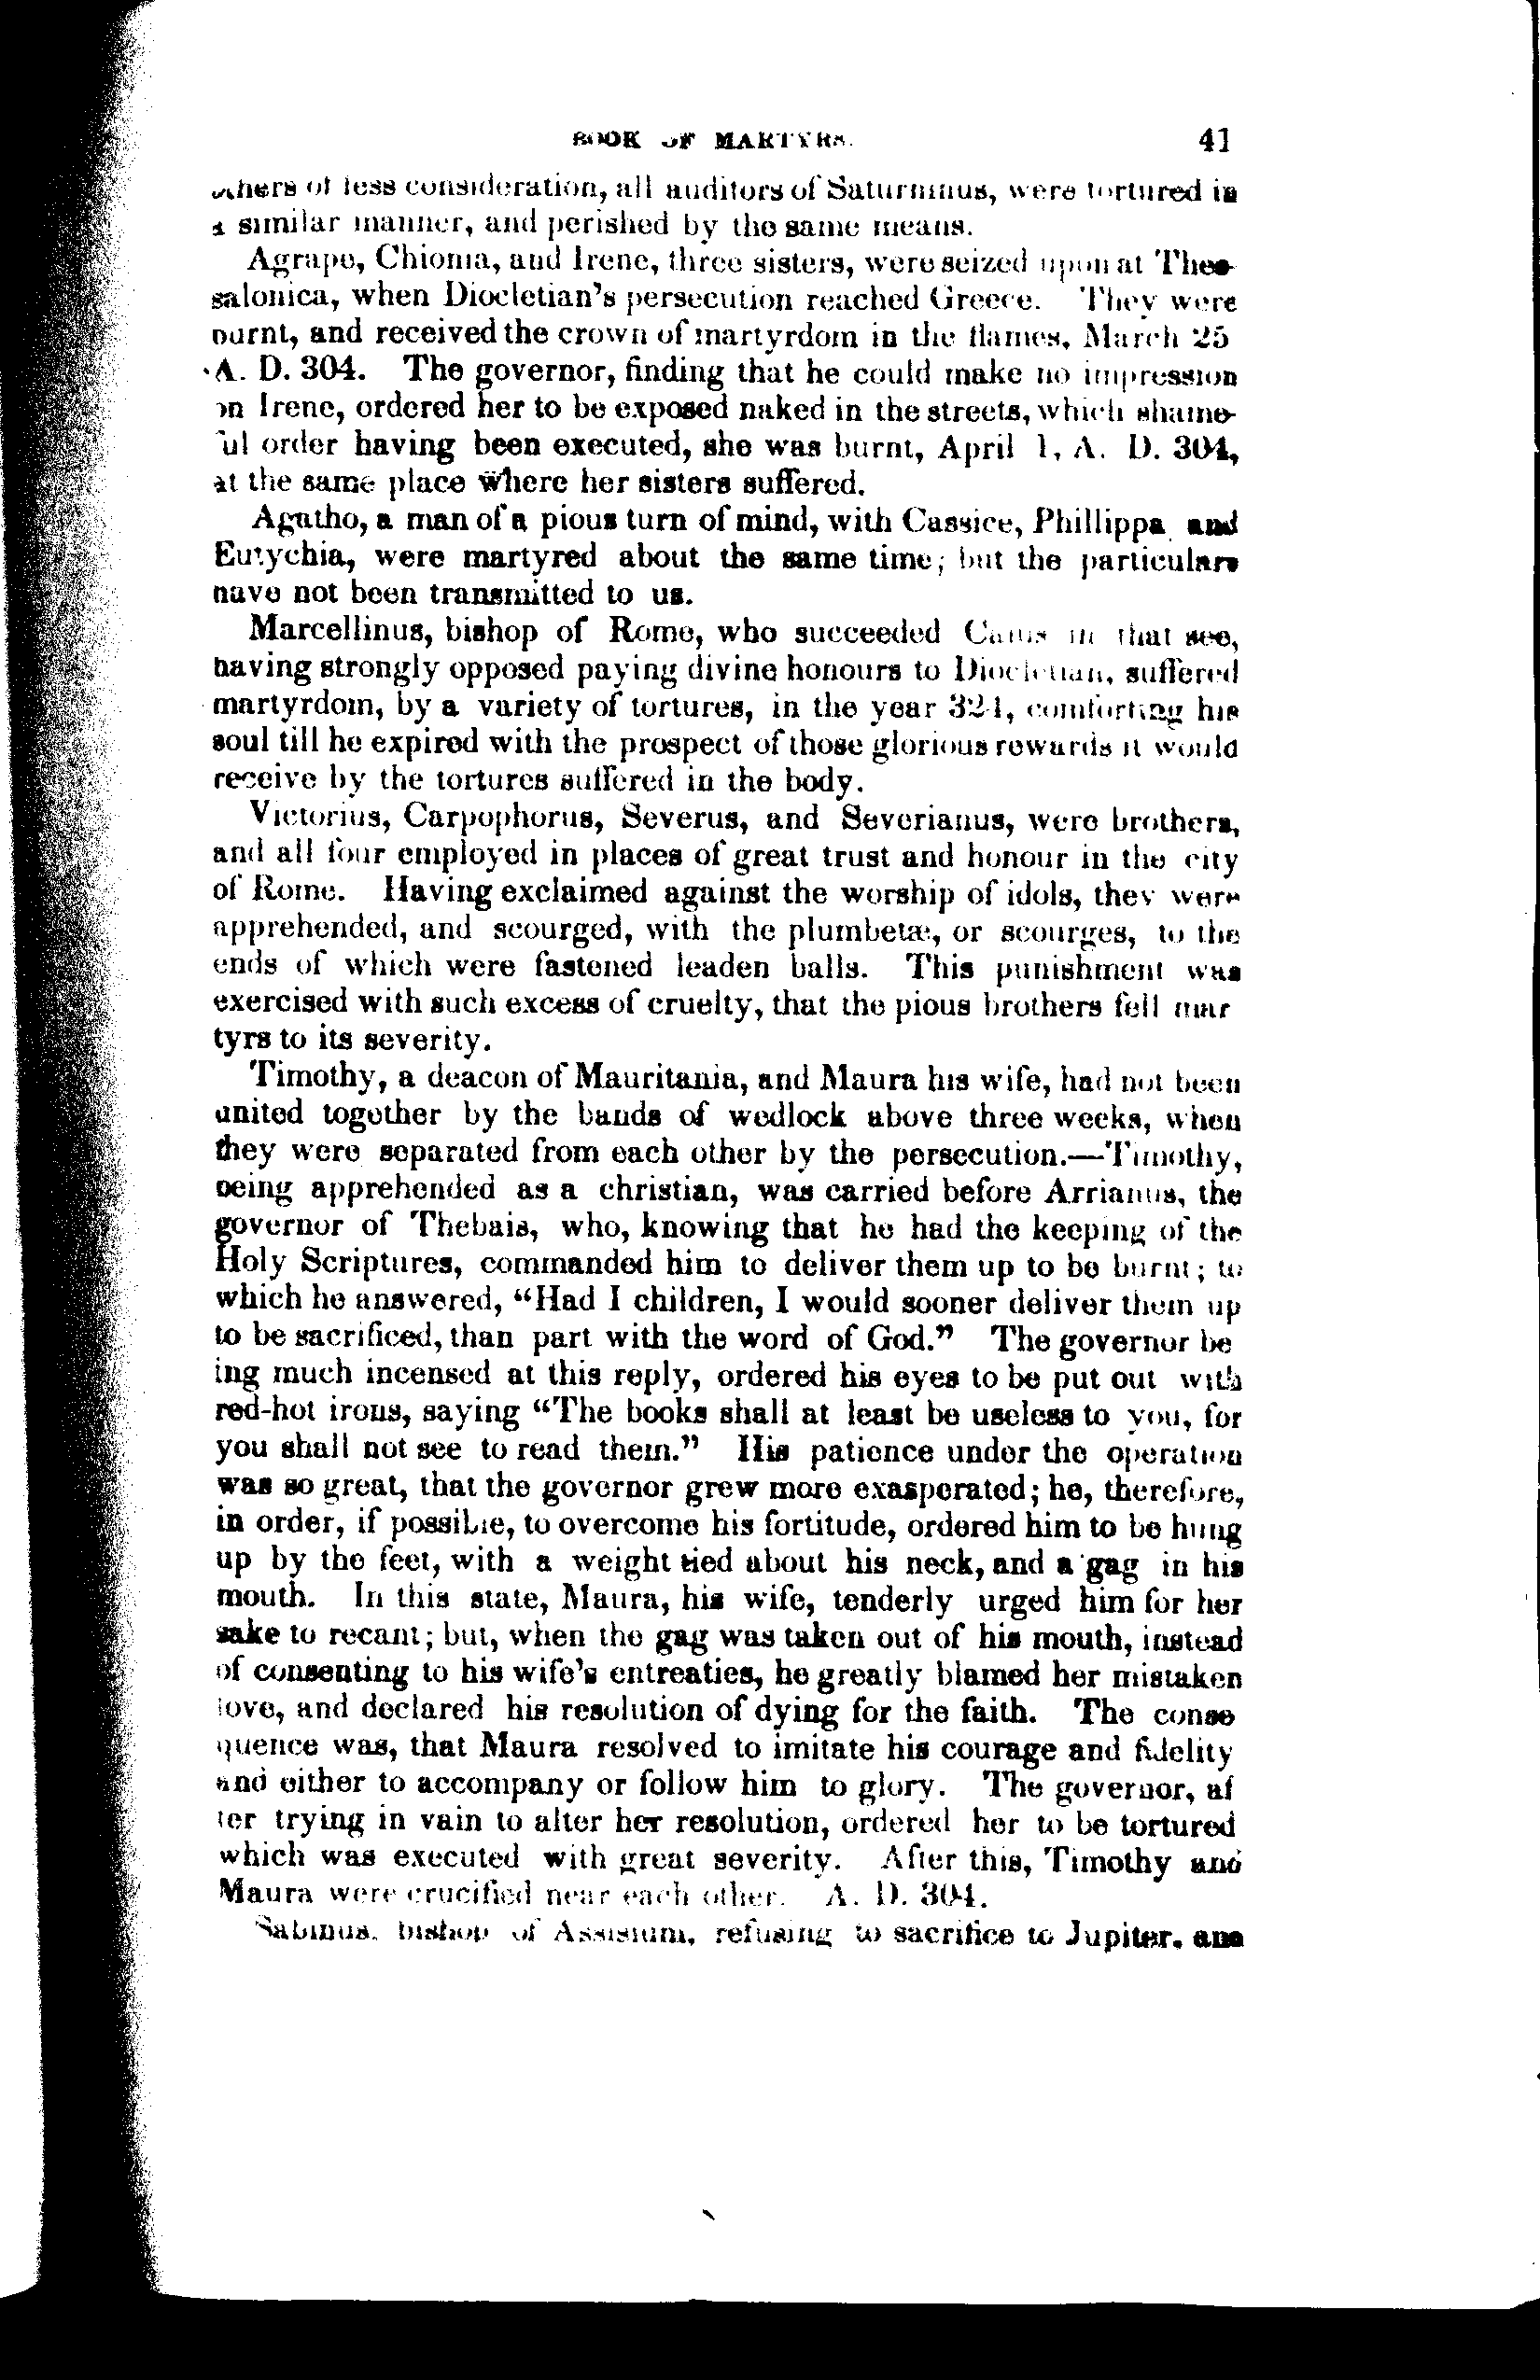 BOOK OF MARTYRS. 41
others of less consideration, all auditors of Saturninus, were tortured in
a similar manner, and perished by the same means.
Agrape, Chionia, and Irene, three sisters, were seized upon at Thes-
salonica, when Diocletian's persecution reached Greece. They were
burnt, and received the crown of martyrdom in the flames, March 25
A. D. 304. The governor, finding that he could make no impression
on Irene, ordered her to be exposed naked in the streets, which shame-
ful order having been executed, she was burnt, April 1, A. D. 304,
at the same place where her sisters suffered.
Agatho, a man of a pious turn of mind, with Cassice, Phillippa and
Eutychia, were martyred about the same time; but the particulars
have not been transmitted to us.
Marcellinus, bishop of Rome, who succeeded Caius in that see,
having strongly opposed paying divine honours to Diocletian, suffered
martyrdom, by a variety of tortures, in the year 324, comforting his
soul till he expired with the prospect of those glorious rewards it would
receive by the tortures suffered in the body.
Victorius, Carpophorus, Severus, and Severianus, were brothers,
and all four employed in places of great trust and honour in the city
of Rome. Having exclaimed against the worship of idols, they were
apprehended, and scourged, with the plumbetæ, or scourges, to the
ends of which were fastened leaden balls. This punishment was
exercised with such excess of cruelty, that the pious brothers fell mar
tyrs to its severity.
Timothy, a deacon of Mauritania, and Maura his wife, had not been
united together by the bands of wedlock above three weeks, when
they were separated from each other by the persecution.—Timothy,
being apprehended as a christian, was carried before Arrianus, the
governor of Thebais, who, knowing that he had the keeping of the
Holy Scriptures, commanded him to deliver them up to be burnt; to
which he answered, "Had I children, I would sooner deliver them up
to be sacrificed, than part with the word of God." The governor be
ing much incensed at this reply, ordered his eyes to be put out with
red-hot irons, saying "The books shall at least be useless to you, for
you shall not see to read them." His patience under the operation
was so great, that the governor grew more exasperated; he, therefore,
in order, if possible, to overcome his fortitude, ordered him to be hung
up by the feet, with a weight tied about his neck, and a gag in his
mouth. In this state, Maura, his wife, tenderly urged him for her
sake to recant; but, when the gag was taken out of his mouth, instead
of consenting to his wife's entreaties, he greatly blamed her mistaken
love, and declared his resolution of dying for the faith. The conse
quence was, that Maura resolved to imitate his courage and fidelity
and either to accompany or follow him to glory. The governor, af
ter trying in vain to alter her resolution, ordered her to be tortured
which was executed with great severity. After this, Timothy and
Maura were crucified near each other. A. D. 304.
Sabinus, bishop of Assisium, refusing to sacrifice to Jupiter, and